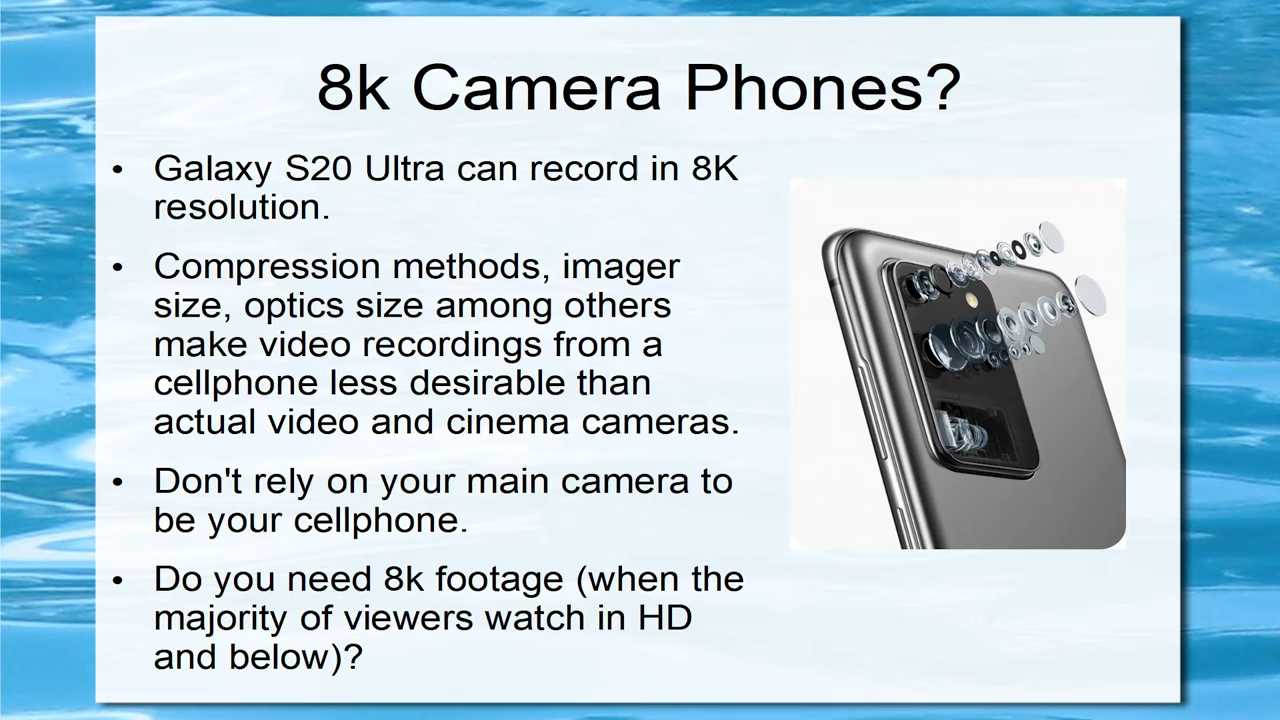 8k Camera Phones?
• Galaxy S20 Ultra can record in 8K
resolution.
• Compression methods, imager
size, optics size among others
make video recordings from a
cellphone less desirable than
actual video and cinema cameras.
• Don't rely on your main camera to
be your cellphone.
• Do you need 8k footage (when the
majority of viewers watch in HD
and below)?